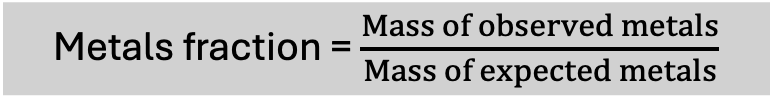 Metals fraction = Mass of observed metals
Mass of expected metals